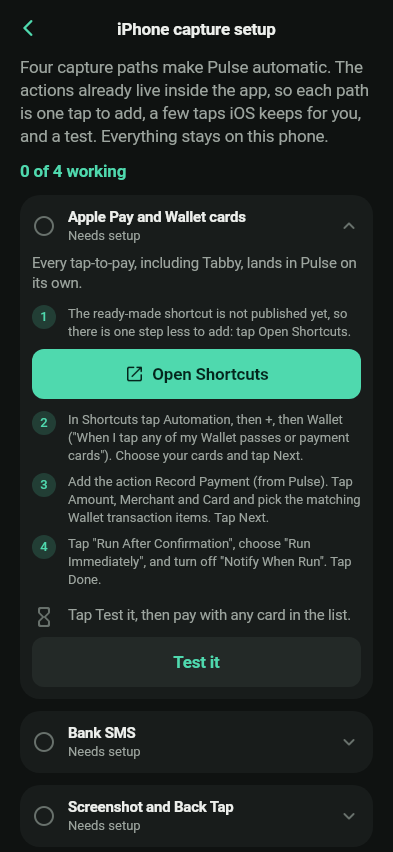 iPhone capture setup
Four capture paths make Pulse automatic. The
actions already live inside the app, so each path
is one tap to add, a few taps iOS keeps for you,
and a test. Everything stays on this phone.
0 of 4 working
Apple Pay and Wallet cards
Needs setup
Every tap-to-pay, including Tabby, lands in Pulse on
its own.
1
The ready-made shortcut is not published yet, so
there is one step less to add: tap Open Shortcuts.
Open Shortcuts
2
In Shortcuts tap Automation, then +, then Wallet
("When I tap any of my Wallet passes or payment
cards"). Choose your cards and tap Next.
3
Add the action Record Payment (from Pulse). Tap
Amount, Merchant and Card and pick the matching
Wallet transaction items. Tap Next.
4
Tap "Run After Confirmation", choose "Run
Immediately", and turn off "Notify When Run". Tap
Done.
Tap Test it, then pay with any card in the list.
Test it
Bank SMS
Needs setup
Screenshot and Back Tap
Needs setup